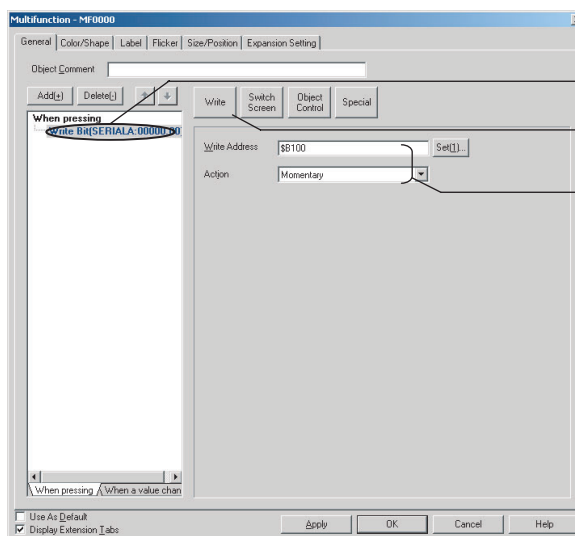 Multifunction - MF0000
General Color/Shape Label Flicker Size/Position Expansion Setting
Object Comment
Add(+) Delete(-)
Write Switch Screen Object Control Special
When pressing
Write Bit(SERIALA:00000.00
Write Address $B100 Set(1)...
Action Momentary
When pressing When a value chan
Use As Default
Display Extension Tabs
Apply OK Cancel Help